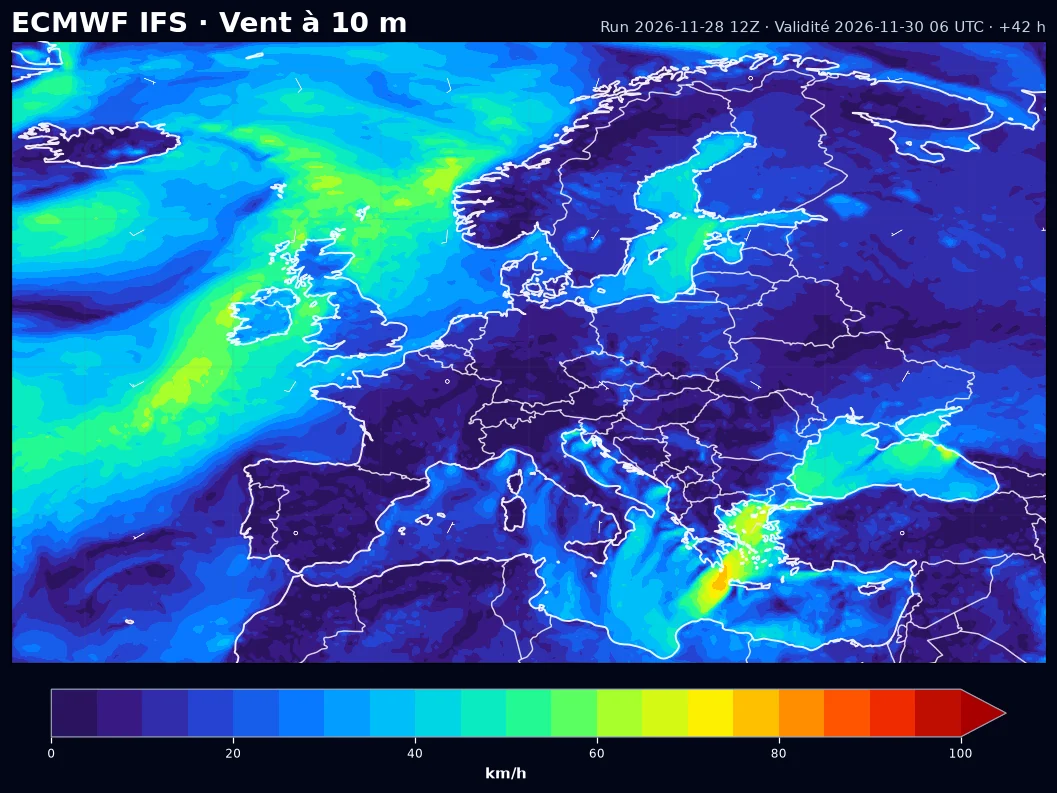 ECMWF IFS · Vent à 10 m
Run 2026-11-28 12Z · Validité 2026-11-30 06 UTC · +42 h
0 20 40 60 80 100
km/h